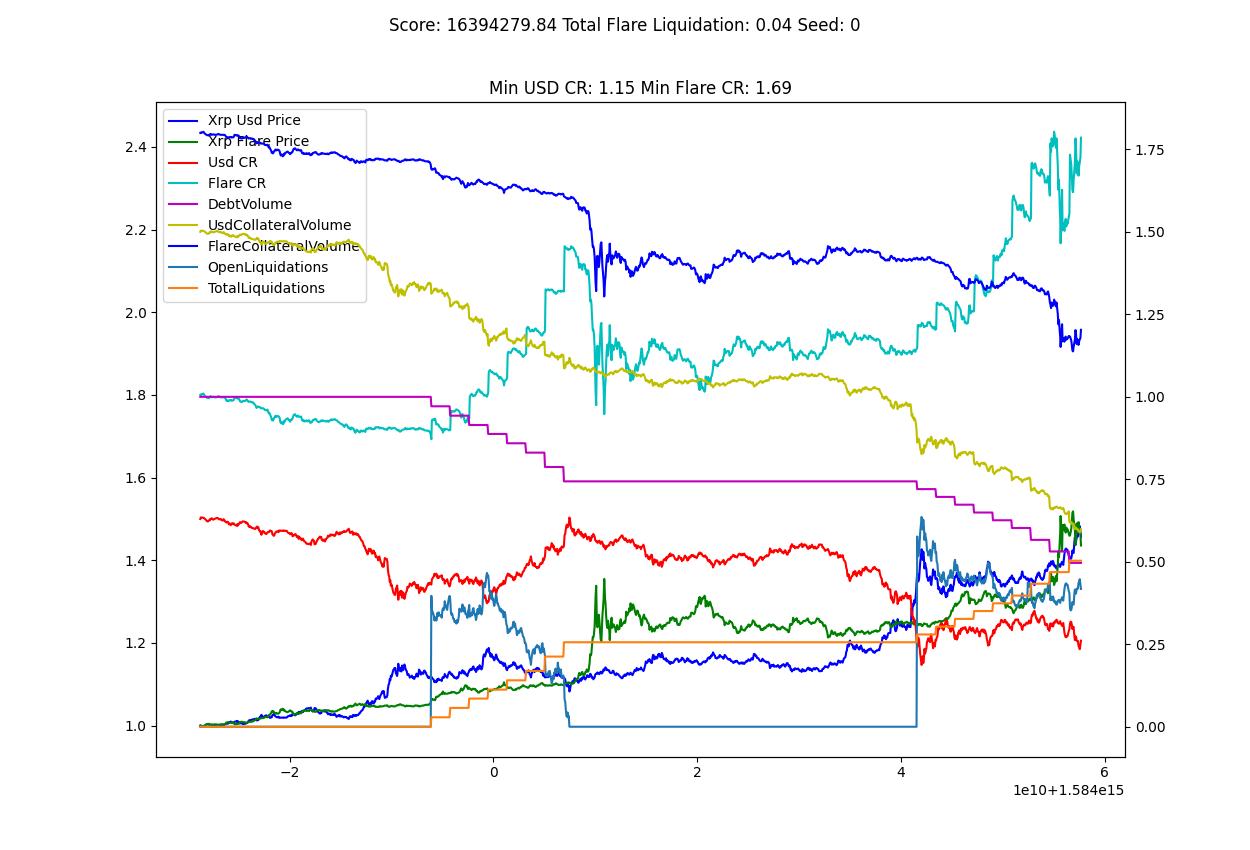 Score: 16394279.84 Total Flare Liquidation: 0.04 Seed: 0
Min USD CR: 1.15 Min Flare CR: 1.69
Xrp Usd Price
Xrp Flare Price
Usd CR
Flare CR
DebtVolume
UsdCollateralVolume
FlareCollateralVolume
OpenLiquidations
TotalLiquidations
2.4
2.2
2.0
1.8
1.6
1.4
1.2
1.0
1.75
1.50
1.25
1.00
0.75
0.50
0.25
0.00
−2
0
2
4
6
1e10+1.584e15